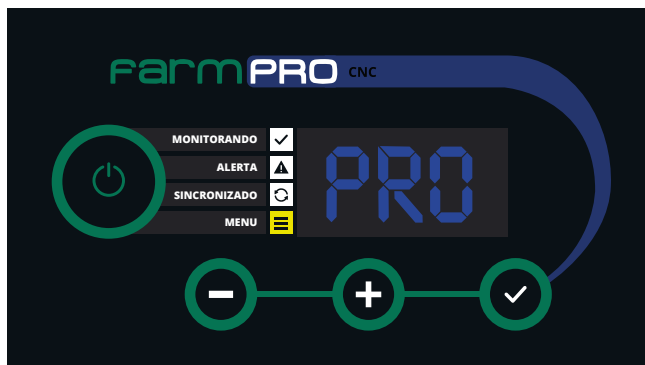 farmPRO CNC
MONITORANDO
ALERTA
SINCRONIZADO
MENU
PRO